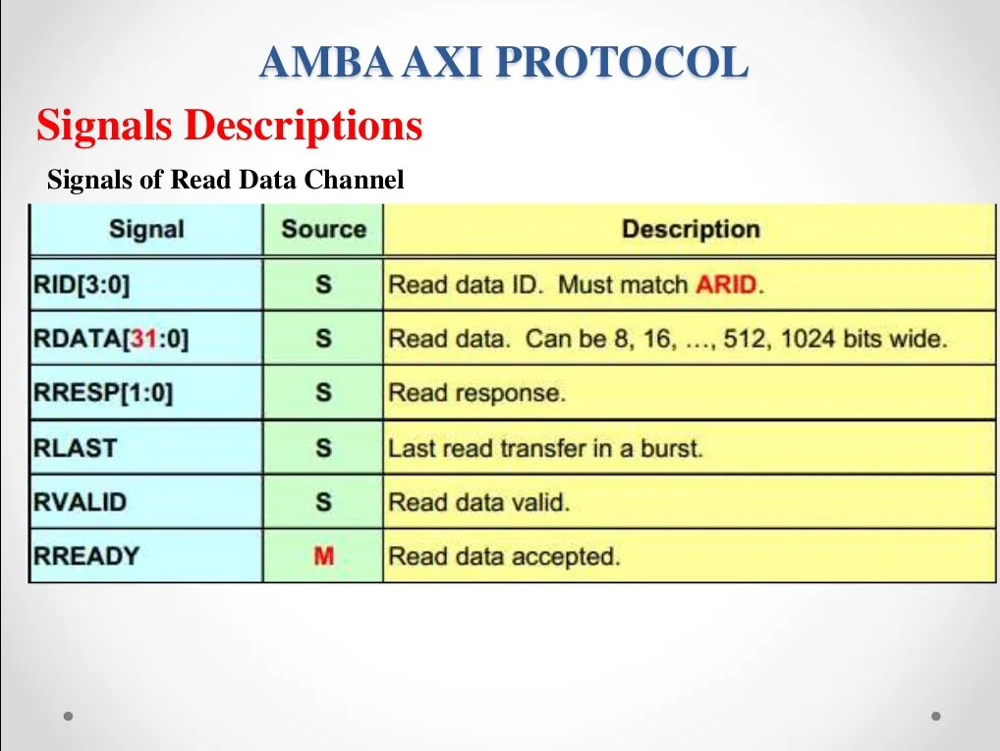 AMBA AXI PROTOCOL
Signals Descriptions
Signals of Read Data Channel
Signal Source Description
RID[3:0] S Read data ID. Must match ARID.
RDATA[31:0] S Read data. Can be 8, 16, ..., 512, 1024 bits wide.
RRESP[1:0] S Read response.
RLAST S Last read transfer in a burst.
RVALID S Read data valid.
RREADY M Read data accepted.